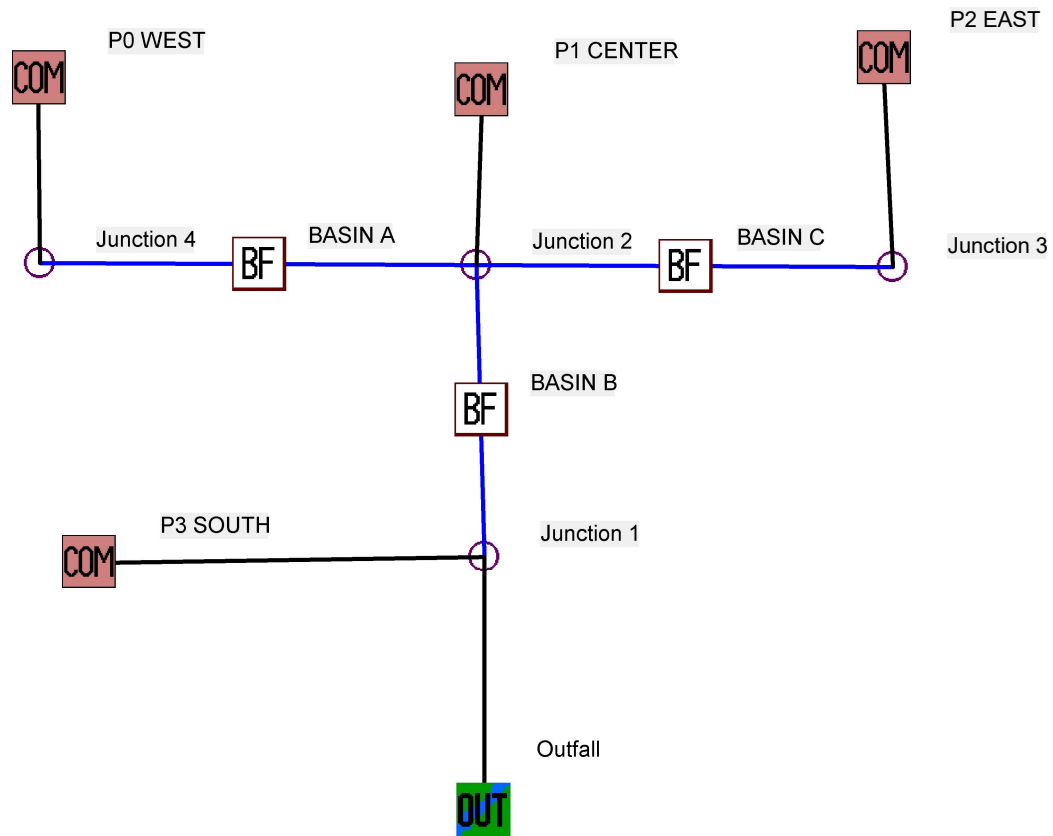 P0 WEST
P1 CENTER
P2 EAST
COM
COM
COM
Junction 4
BASIN A
Junction 2
BASIN C
Junction 3
BF
BF
BASIN B
BF
P3 SOUTH
Junction 1
COM
Outfall
OUT